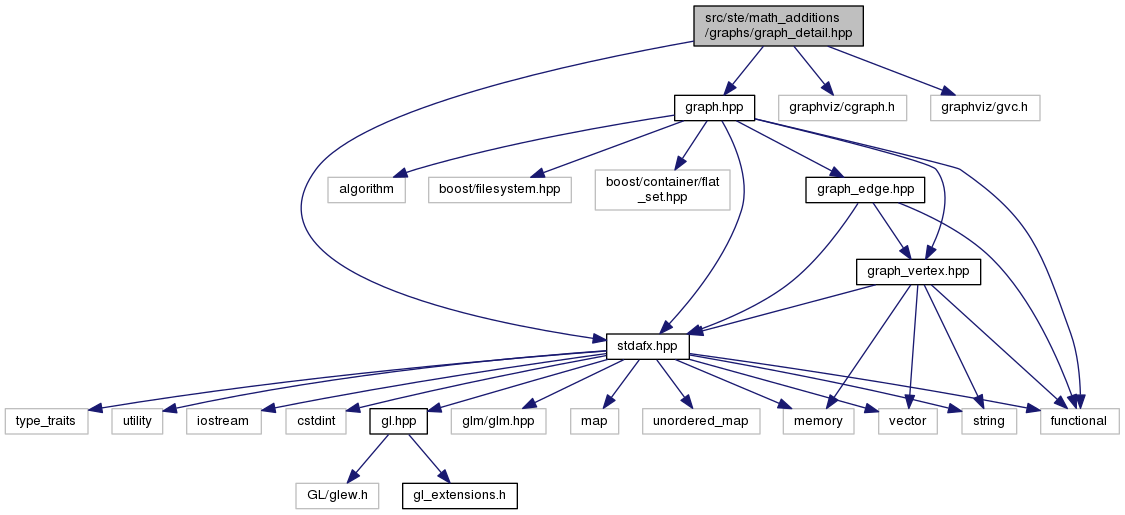 src/ste/math_additions
/graphs/graph_detail.hpp
graph.hpp
graphviz/cgraph.h
graphviz/gvc.h
algorithm
boost/filesystem.hpp
boost/container/flat
_set.hpp
graph_edge.hpp
graph_vertex.hpp
stdafx.hpp
type_traits
utility
iostream
cstdint
gl.hpp
glm/glm.hpp
map
unordered_map
memory
vector
string
functional
GL/glew.h
gl_extensions.h